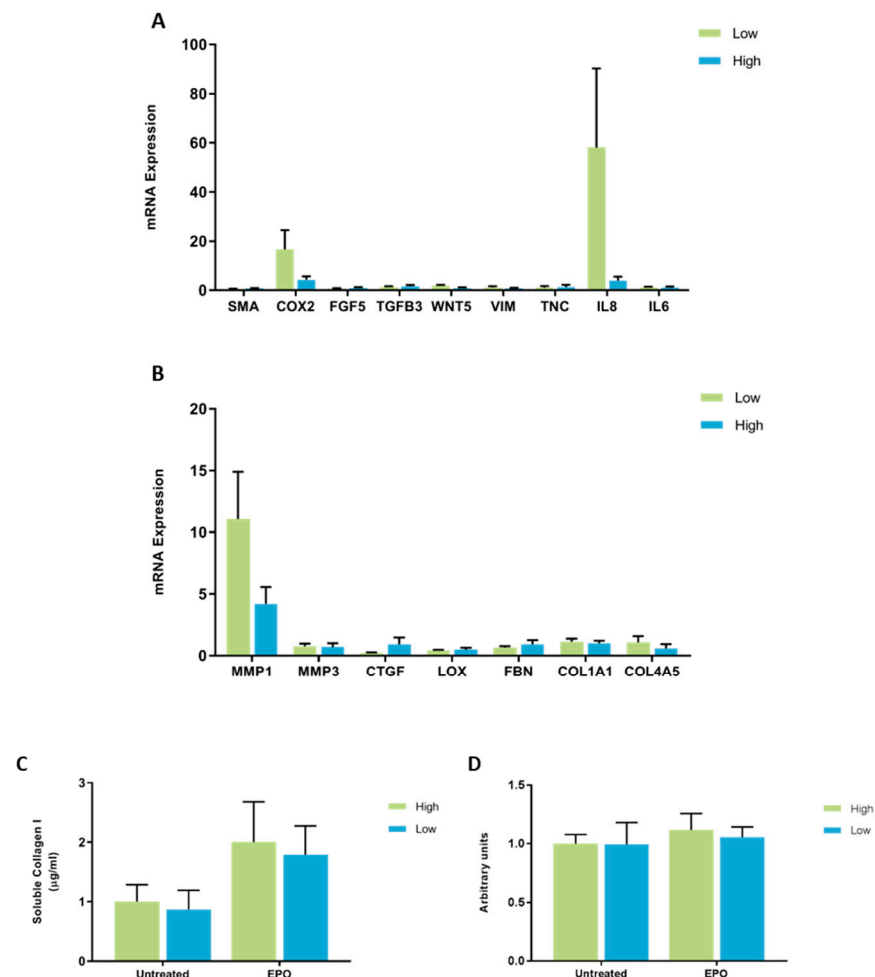 A
Low
High
100
80
60
40
20
0
mRNA Expression
SMA COX2 FGF5 TGFB3 WNT5 VIM TNC IL8 IL6
B
Low
High
20
15
10
5
0
mRNA Expression
MMP1 MMP3 CTGF LOX FBN COL1A1 COL4A5
C
High
Low
3
2
1
0
Soluble Collagen I
(µg/ml)
Untreated EPO
D
High
Low
1.5
1.0
0.5
0.0
Arbitrary units
Untreated EPO